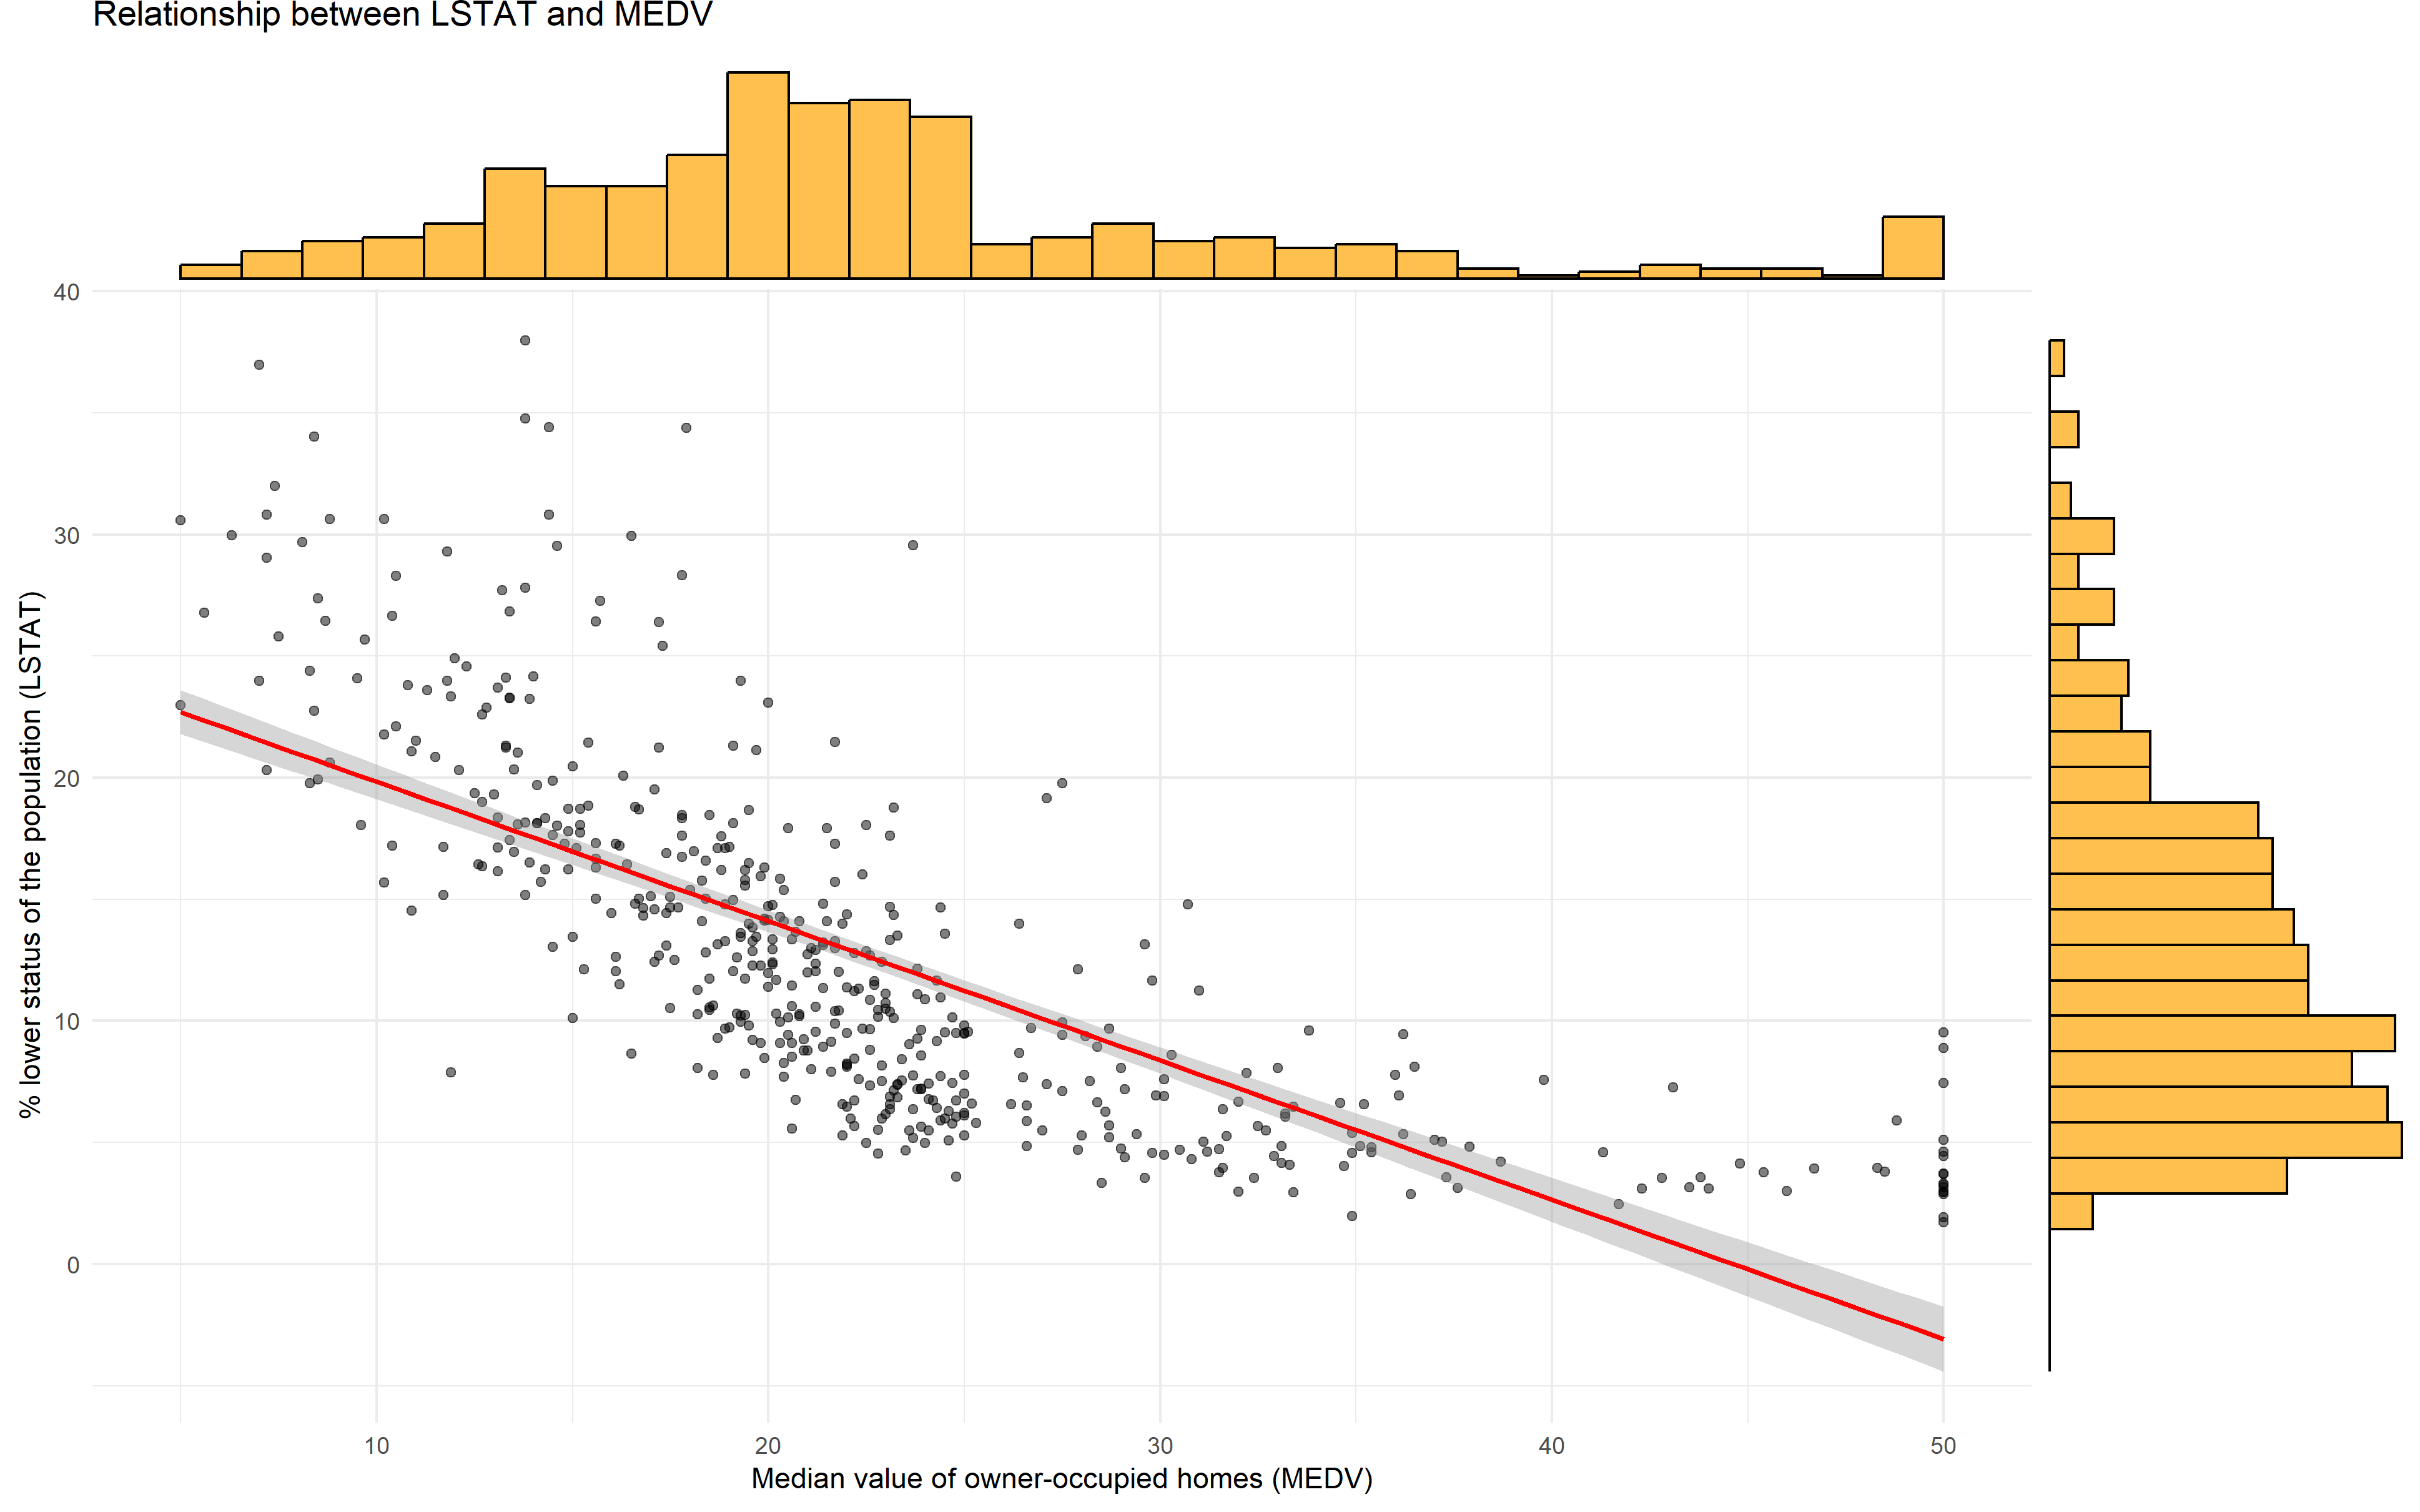 Relationship between LSTAT and MEDV
40
30
20
10
0
% lower status of the population (LSTAT)
10 20 30 40 50
Median value of owner-occupied homes (MEDV)